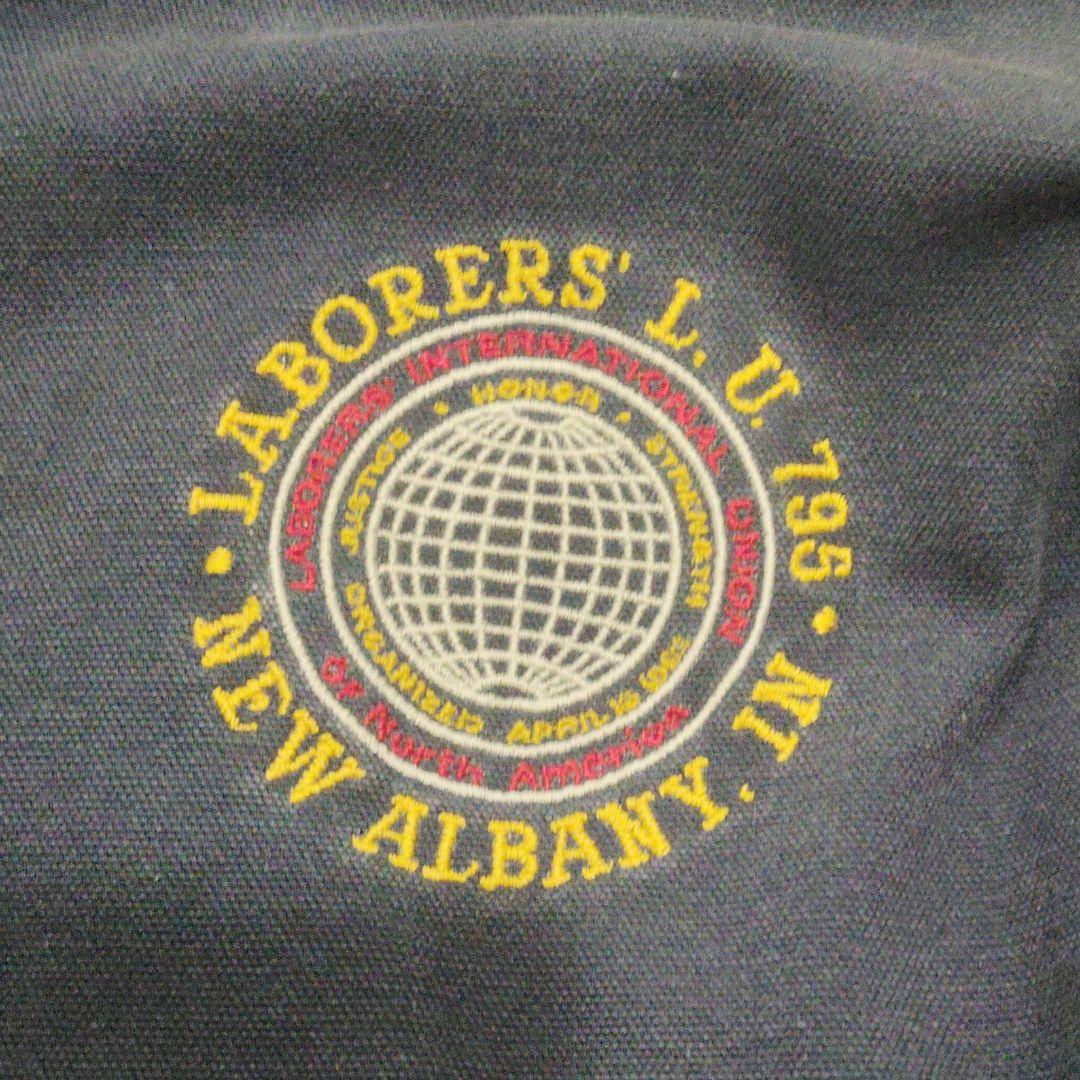 LABORERS' L. U. 795 •
• NEW ALBANY, IN
LABORERS' INTERNATIONAL UNION
Of North America
JUSTICE • HONOR • STRENGTH
ORGANIZED APRIL 13 1903